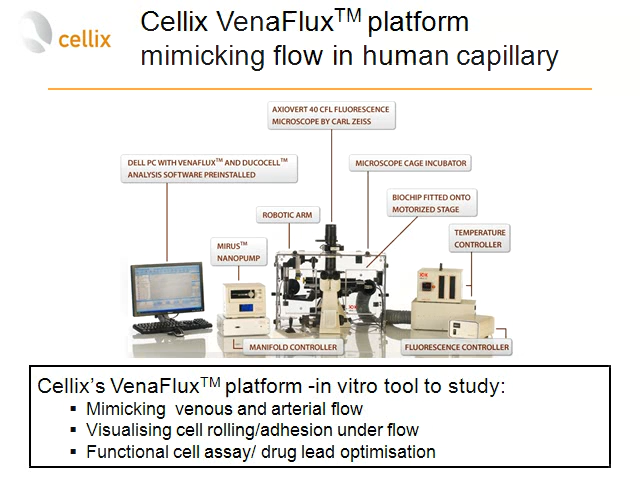 cellix
Cellix VenaFlux™ platform
mimicking flow in human capillary
AXIOVERT 40 CFL FLUORESCENCE
MICROSCOPE BY CARL ZEISS
DELL PC WITH VENAFLUX™ AND DUCOCELL™
ANALYSIS SOFTWARE PREINSTALLED
MICROSCOPE CAGE INCUBATOR
BIOCHIP FITTED ONTO
MOTORIZED STAGE
ROBOTIC ARM
TEMPERATURE
CONTROLLER
MIRUS™
NANOPUMP
MANIFOLD CONTROLLER
FLUORESCENCE CONTROLLER
Cellix's VenaFlux™ platform -in vitro tool to study:
▪ Mimicking venous and arterial flow
▪ Visualising cell rolling/adhesion under flow
▪ Functional cell assay/ drug lead optimisation